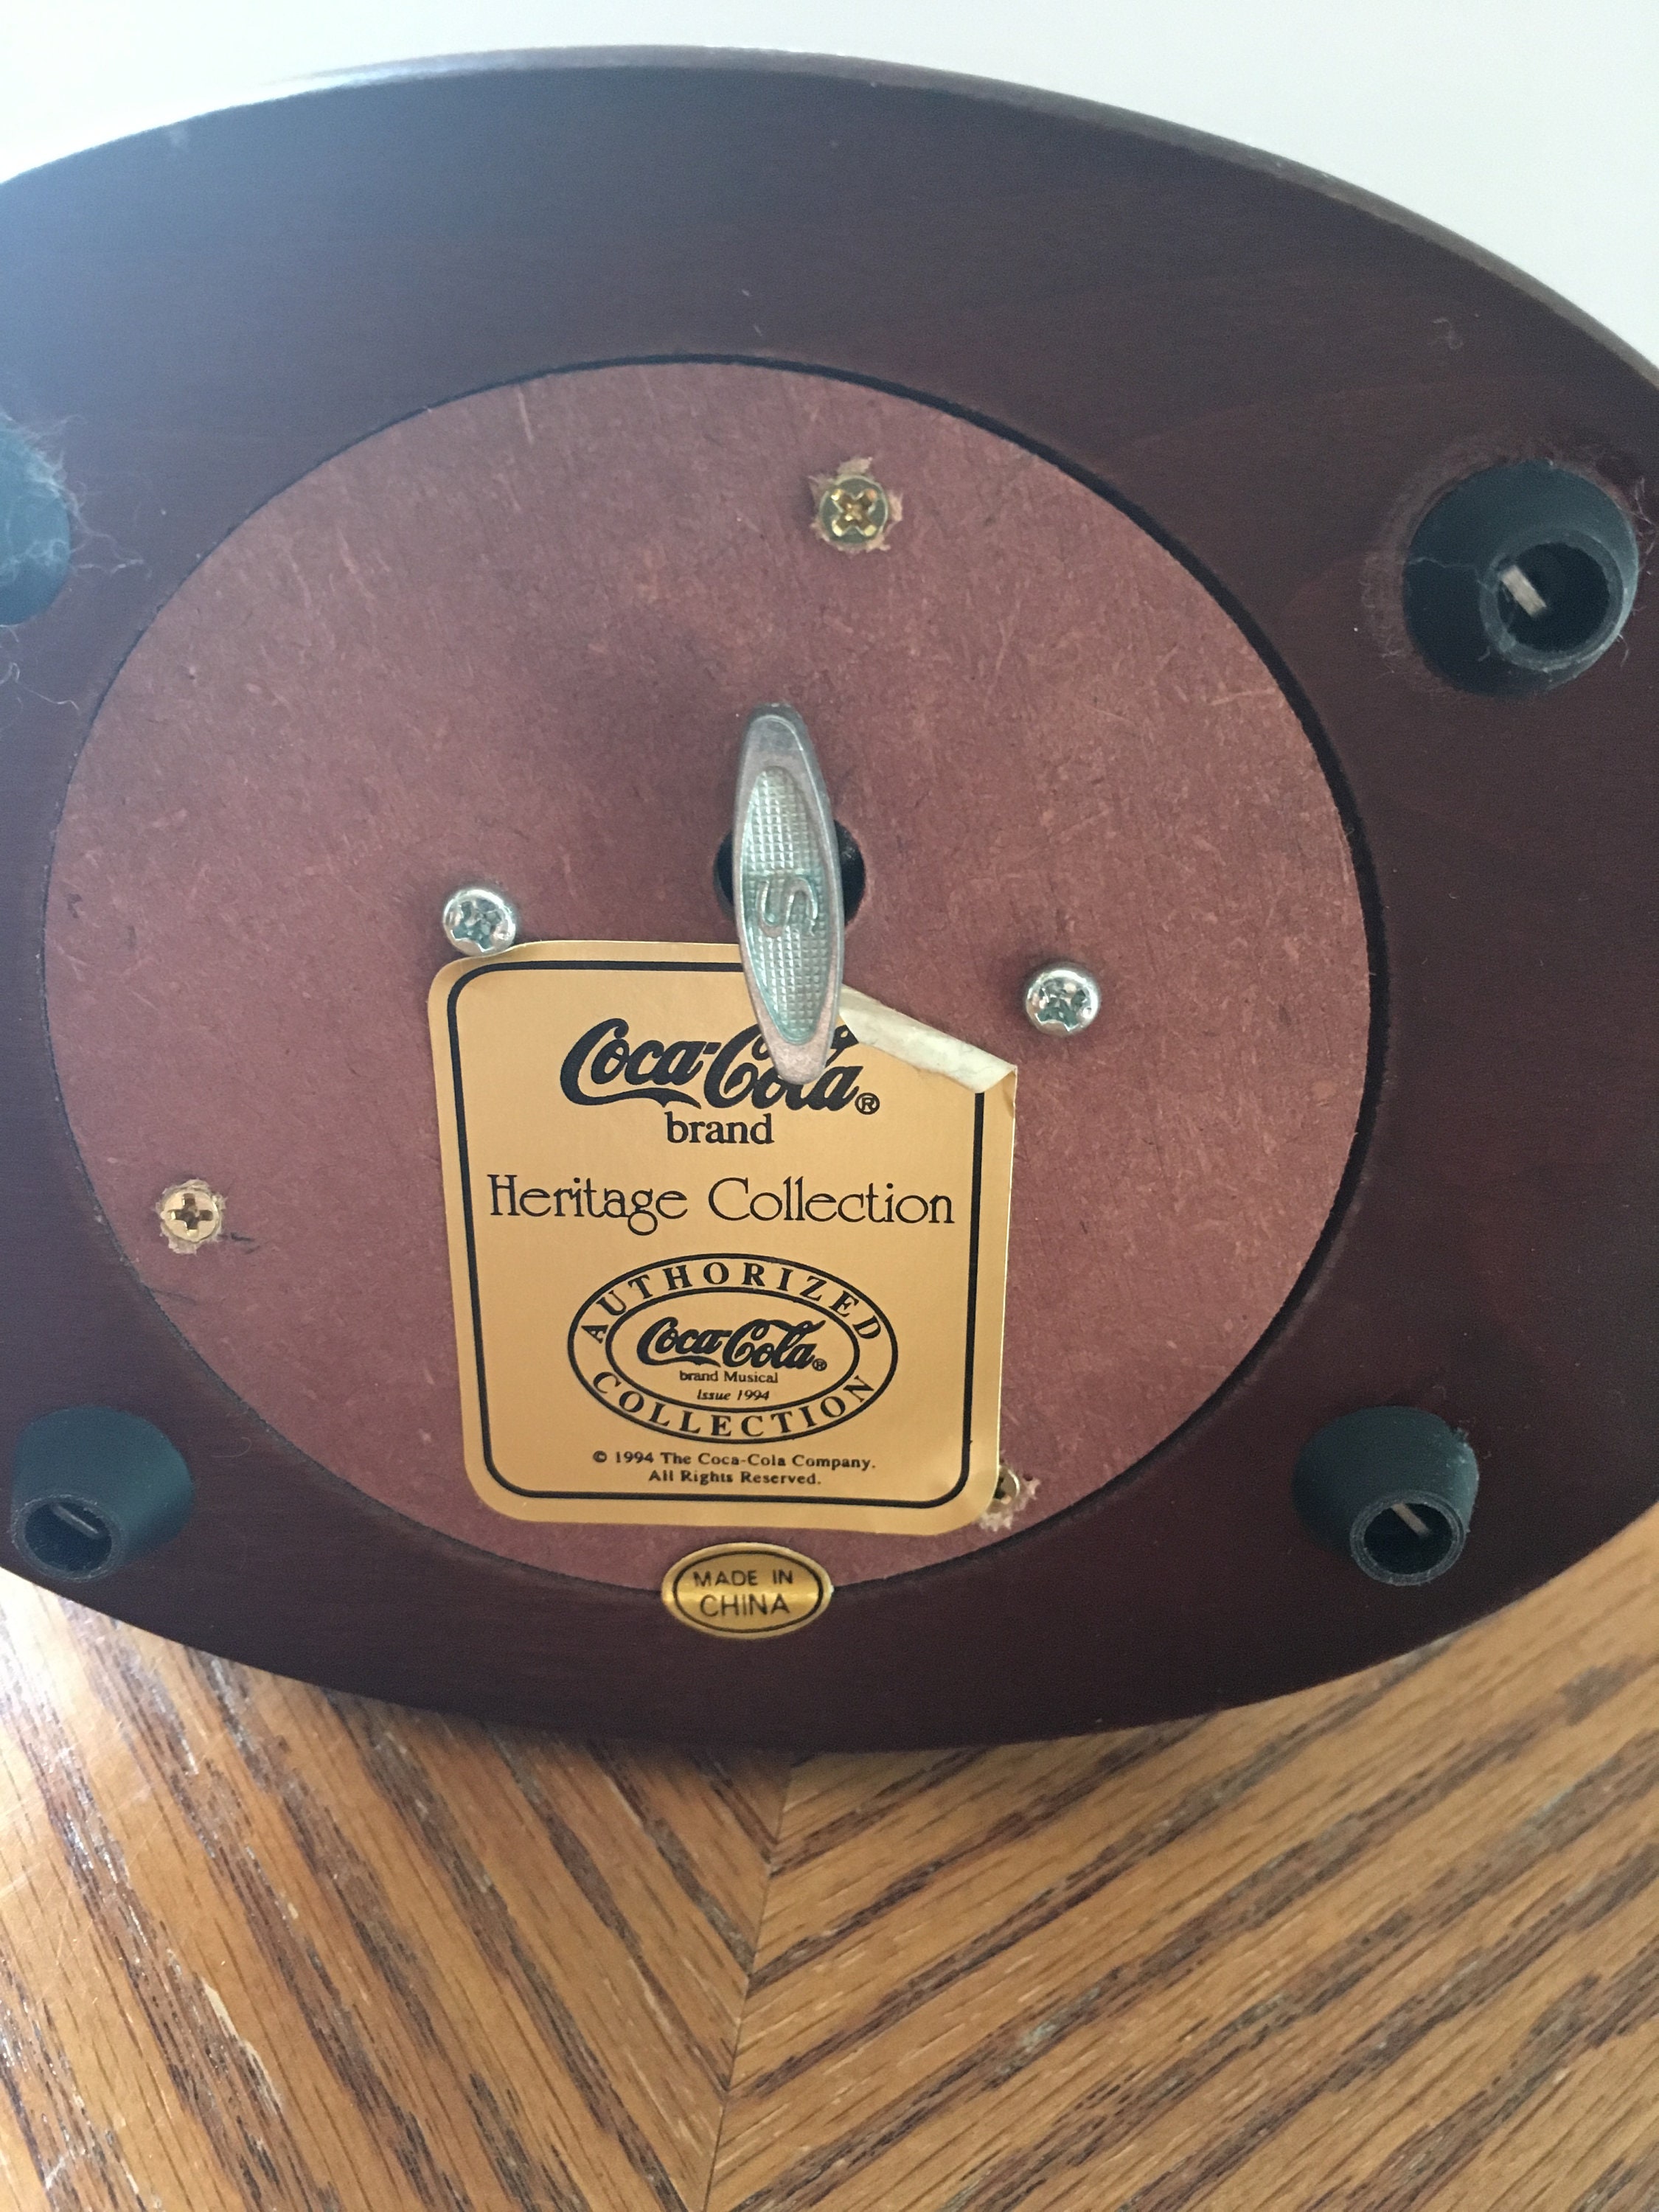 S
Coca-Cola®
brand
Heritage Collection
AUTHORIZED
Coca-Cola®
brand Musical
Issue 1994
COLLECTION
© 1994 The Coca-Cola Company.
All Rights Reserved.
MADE IN
CHINA